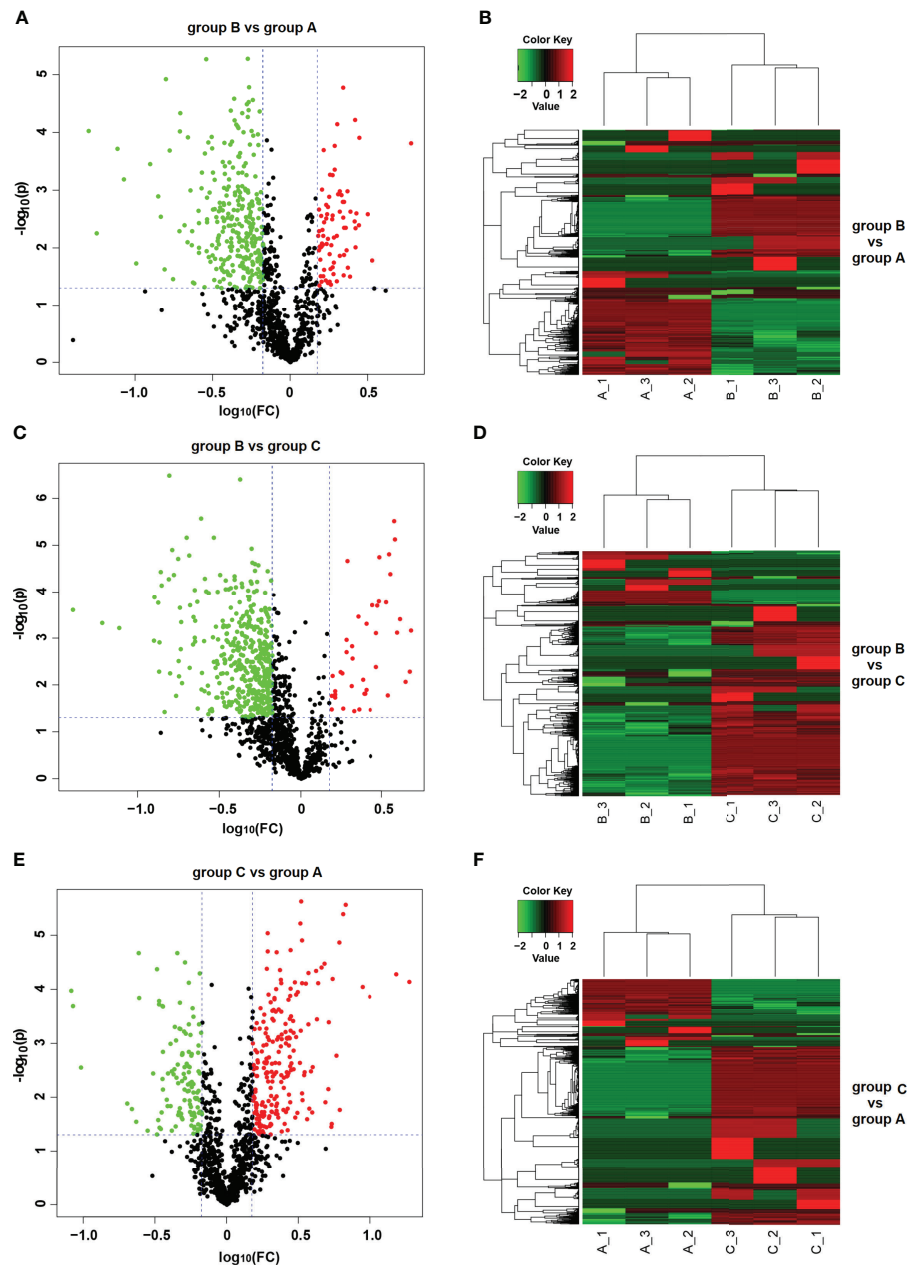 A
group B vs group A
5
4
3
2
1
0
-log10(p)
−1.0
−0.5
0.0
0.5
log10(FC)
B
Color Key
−2
0
2
Value
group B
vs
group A
A_1
A_3
A_2
B_1
B_3
B_2
C
group B vs group C
6
5
4
3
2
1
0
-log10(p)
−1.0
−0.5
0.0
0.5
log10(FC)
D
Color Key
−2
0
2
Value
group B
vs
group C
B_3
B_2
B_1
C_1
C_3
C_2
E
group C vs group A
5
4
3
2
1
0
-log10(p)
−1.0
−0.5
0.0
0.5
1.0
log10(FC)
F
Color Key
−2
0
2
Value
group C
vs
group A
A_1
A_3
A_2
C_3
C_2
C_1